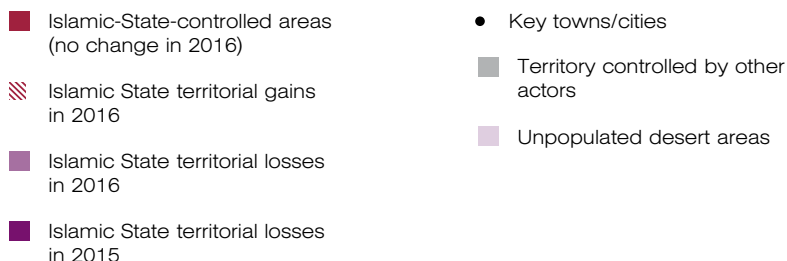 Islamic-State-controlled areas
(no change in 2016)
Islamic State territorial gains
in 2016
Islamic State territorial losses
in 2016
Islamic State territorial losses
in 2015
Key towns/cities
Territory controlled by other
actors
Unpopulated desert areas